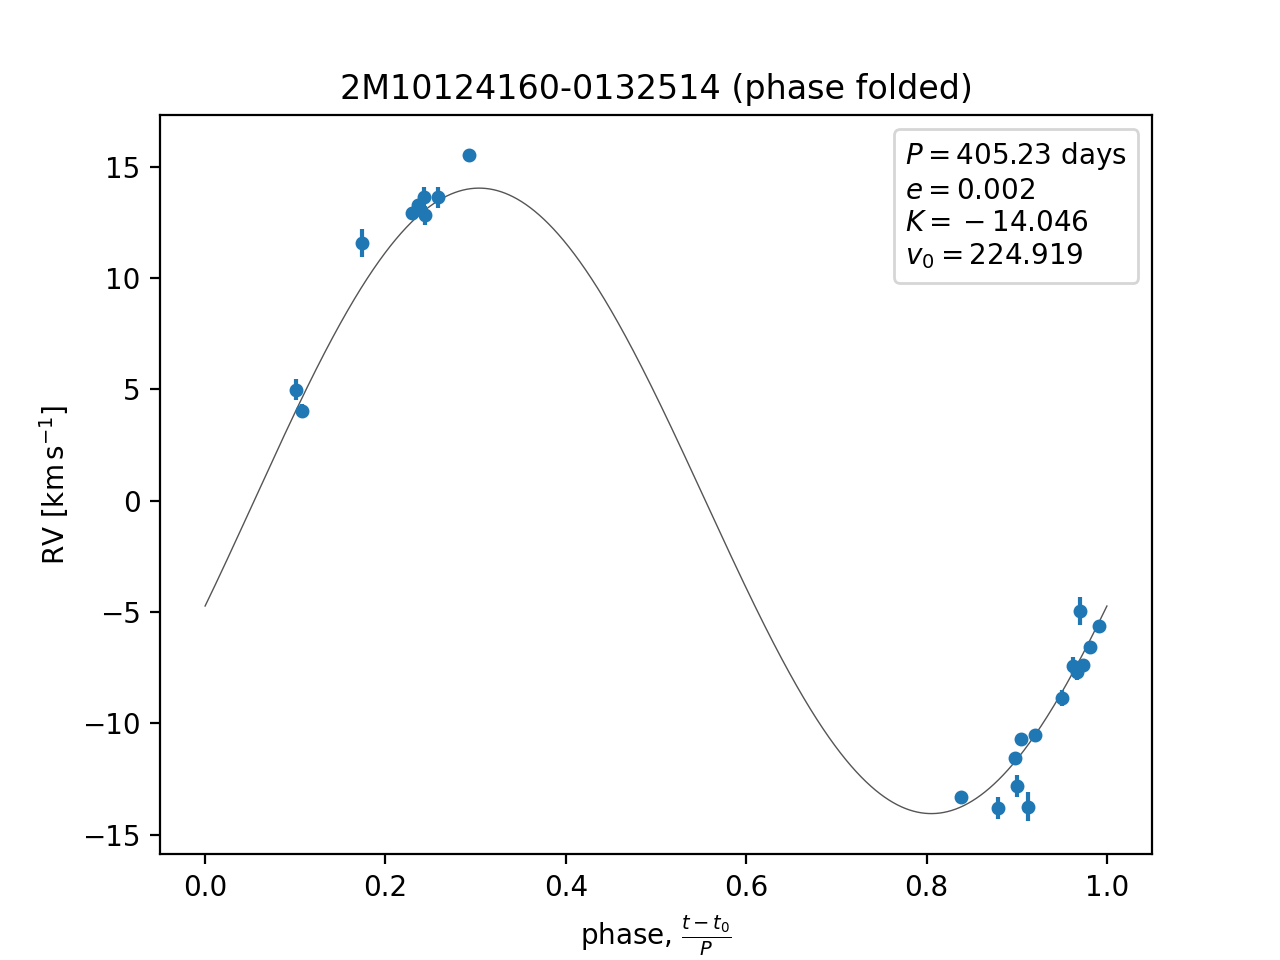 2M10124160-0132514 (phase folded)
P = 405.23 days
e = 0.002
K = −14.046
v₀ = 224.919
RV [km s⁻¹]
15
10
5
0
−5
−10
−15
0.0 0.2 0.4 0.6 0.8 1.0
phase, (t − t₀)/P